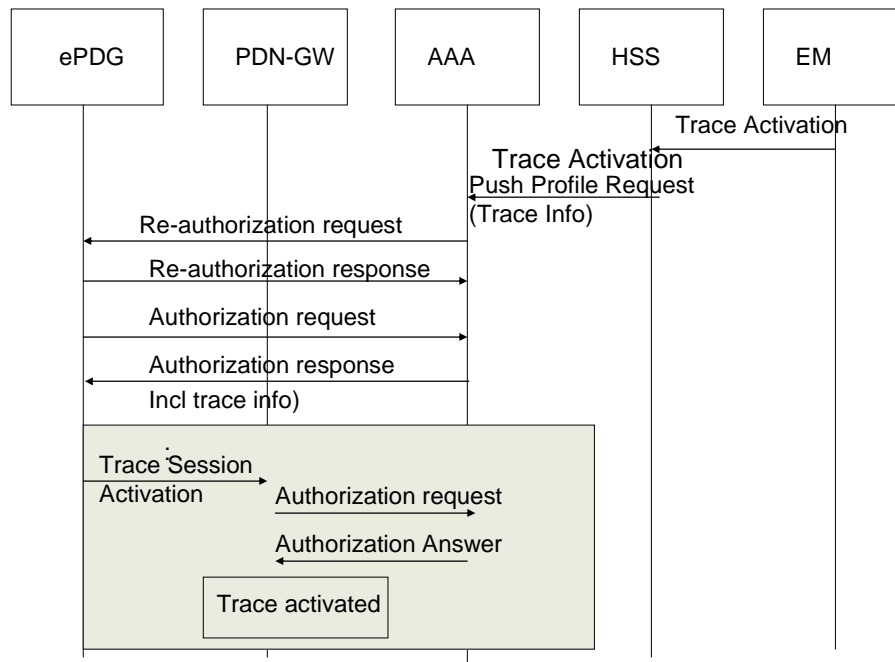 ePDG
PDN-GW
AAA
HSS
EM
Trace Activation
Trace Activation
Push Profile Request
(Trace Info)
Re-authorization request
Re-authorization response
Authorization request
Authorization response
Incl trace info)
:
Trace Session
Activation
Authorization request
Authorization Answer
Trace activated